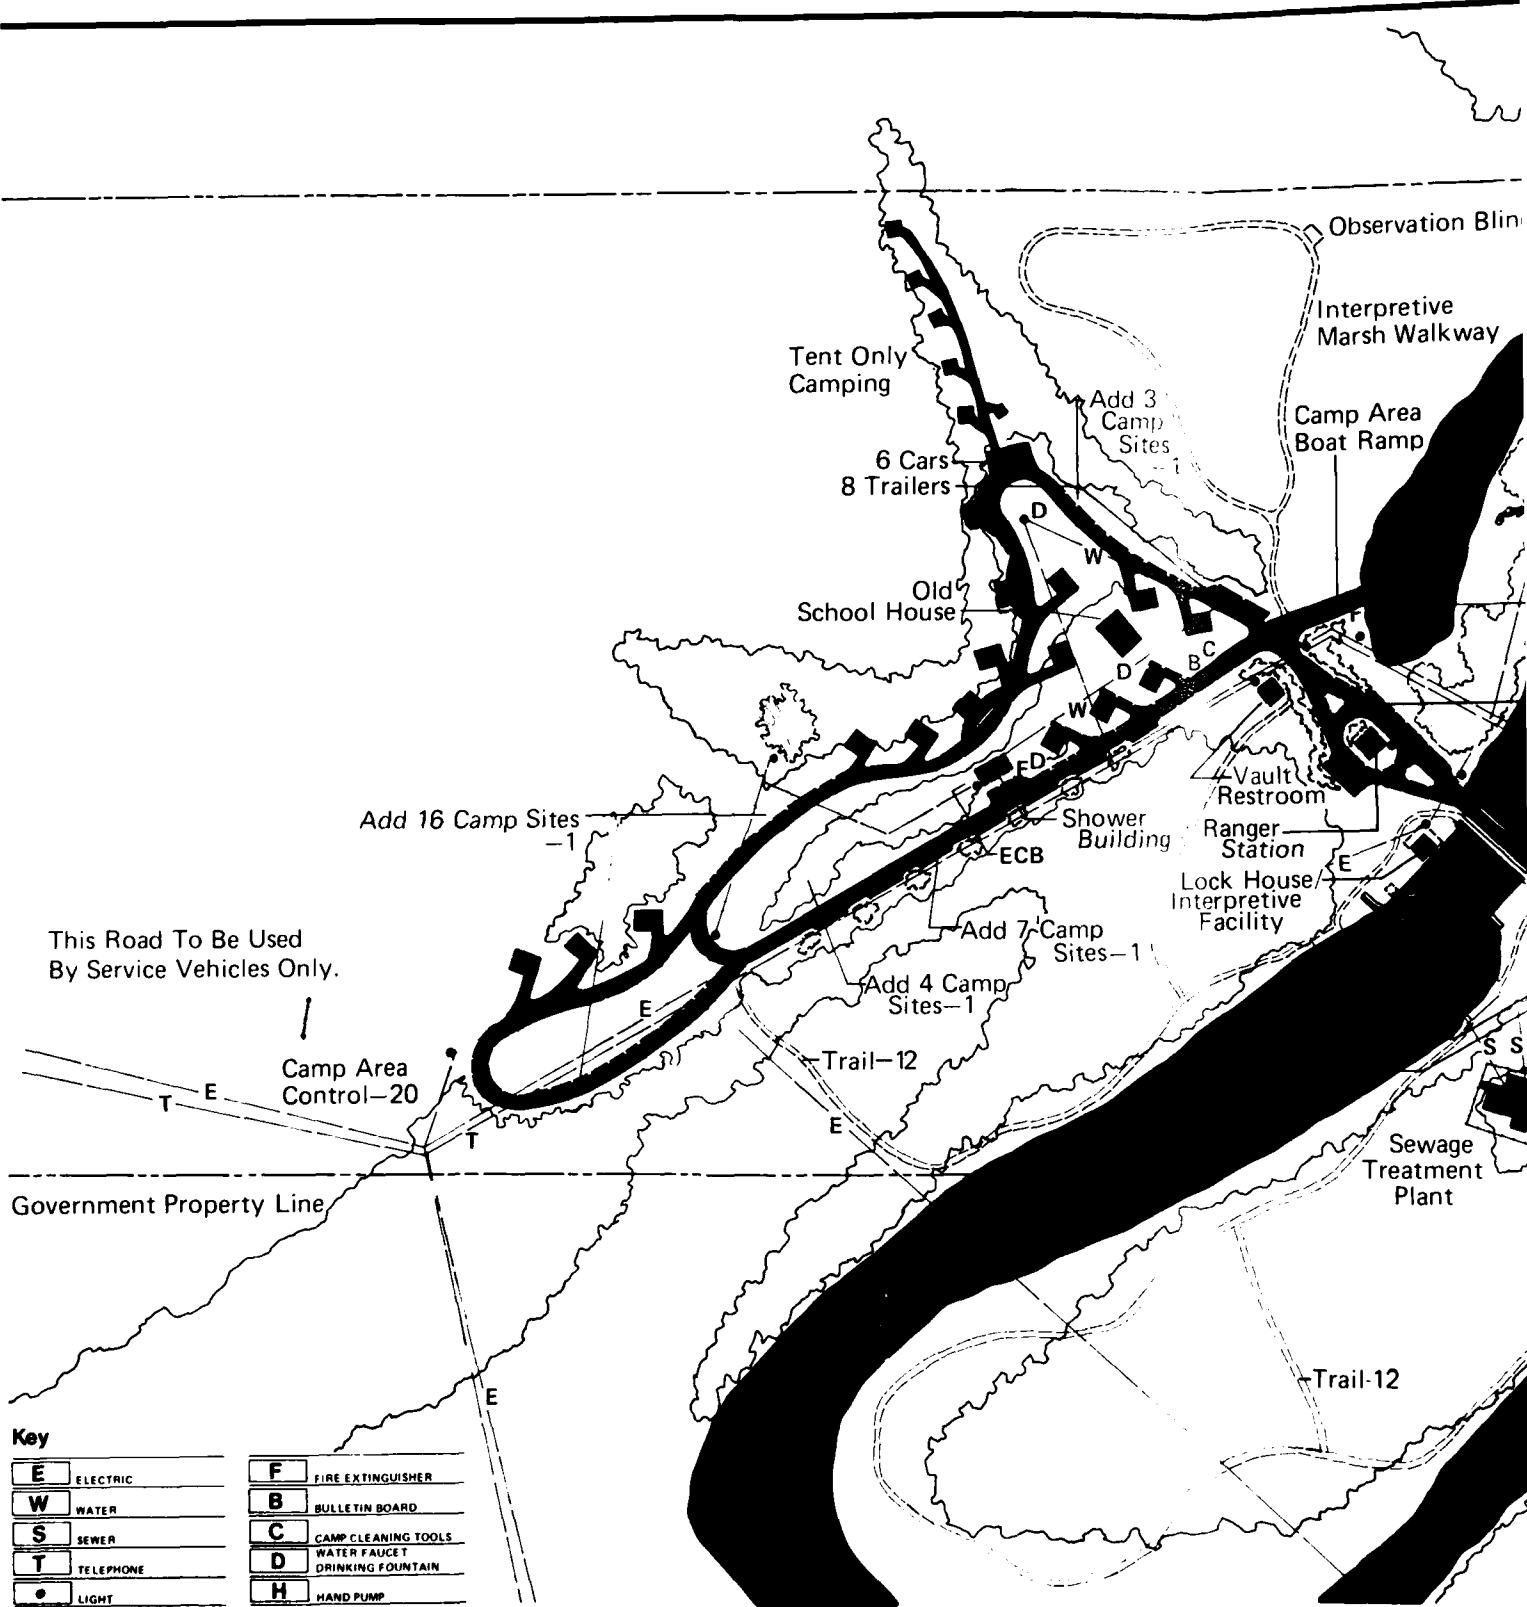 Observation Blin
Interpretive
Marsh Walkway
Tent Only
Camping
Add 3
Camp
Sites
-1
Camp Area
Boat Ramp
6 Cars
8 Trailers
D
W
Old
School House
F
C
B
D
W
D
F
Vault
Restroom
Add 16 Camp Sites
-1
Shower
Building
Ranger
Station
ECB
E
Lock House/
Interpretive
Facility
This Road To Be Used
By Service Vehicles Only.
Add 7 Camp
Sites-1
Add 4 Camp
Sites-1
E
S S
Trail-12
Camp Area
Control-20
E
T
E
T
Sewage
Treatment
Plant
Government Property Line
Trail-12
E
Key
E ELECTRIC
W WATER
S SEWER
T TELEPHONE
LIGHT
F FIRE EXTINGUISHER
B BULLETIN BOARD
C CAMP CLEANING TOOLS
D WATER FAUCET
DRINKING FOUNTAIN
H HAND PUMP